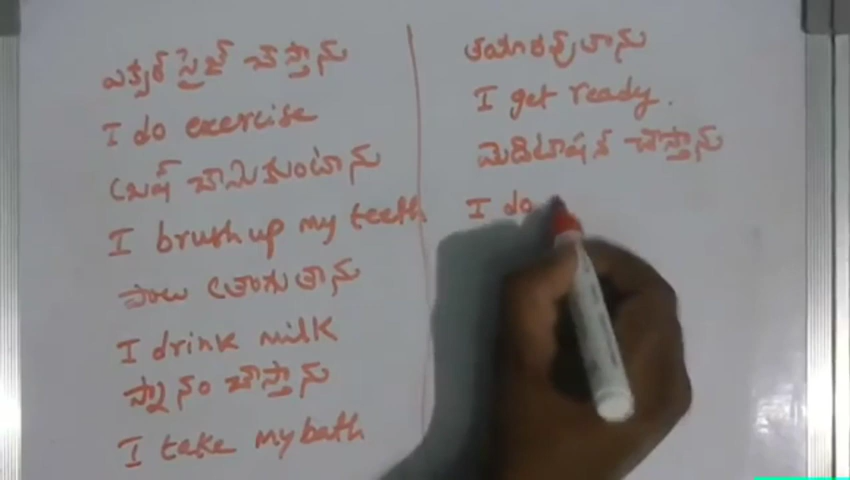 ఎక్సర్ సైజ్ చేస్తాను
I do exercise
బ్రష్ చేసుకుంటాను
I brush up my teeth
పాలు త్రాగుతాను
I drink milk
స్నానం చేస్తాను
I take my bath
తయారవుతాను
I get ready.
మెడిటేషన్ చేస్తాను
I do